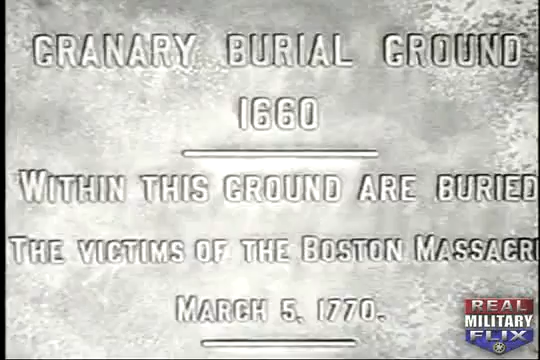 GRANARY BURIAL GROUND
1660
WITHIN THIS GROUND ARE BURIED
THE VICTIMS OF THE BOSTON MASSACR
MARCH 5, 1770.
REAL
MILITARY
FLIX